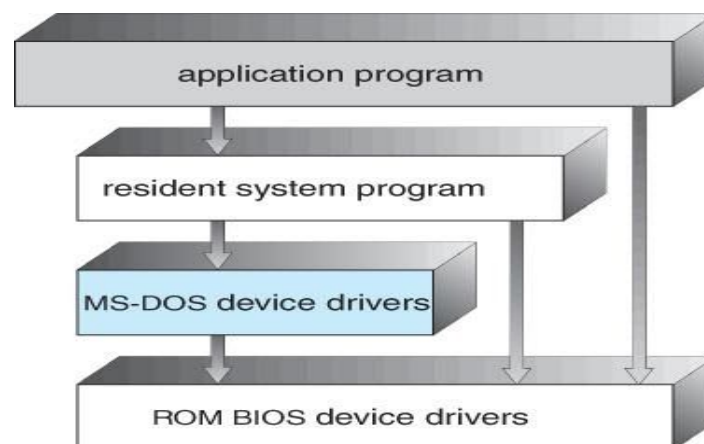 application program
resident system program
MS-DOS device drivers
ROM BIOS device drivers